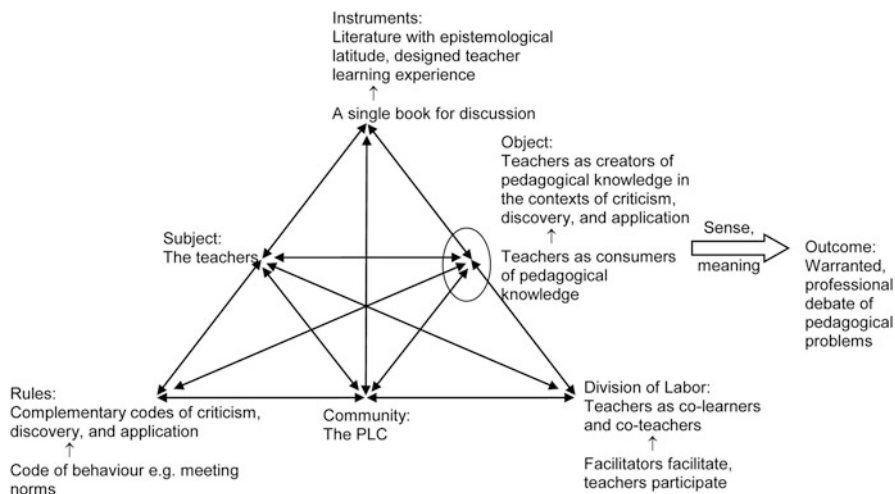 Instruments:
Literature with epistemological
latitude, designed teacher
learning experience
↑
A single book for discussion
Object:
Teachers as creators of
pedagogical knowledge in
the contexts of criticism,
discovery, and application
↑
Teachers as consumers
of pedagogical
knowledge
Subject:
The teachers
Sense,
meaning
Outcome:
Warranted,
professional
debate of
pedagogical
problems
Rules:
Complementary codes of criticism,
discovery, and application
↑
Code of behaviour e.g. meeting
norms
Community:
The PLC
Division of Labor:
Teachers as co-learners
and co-teachers
↑
Facilitators facilitate,
teachers participate